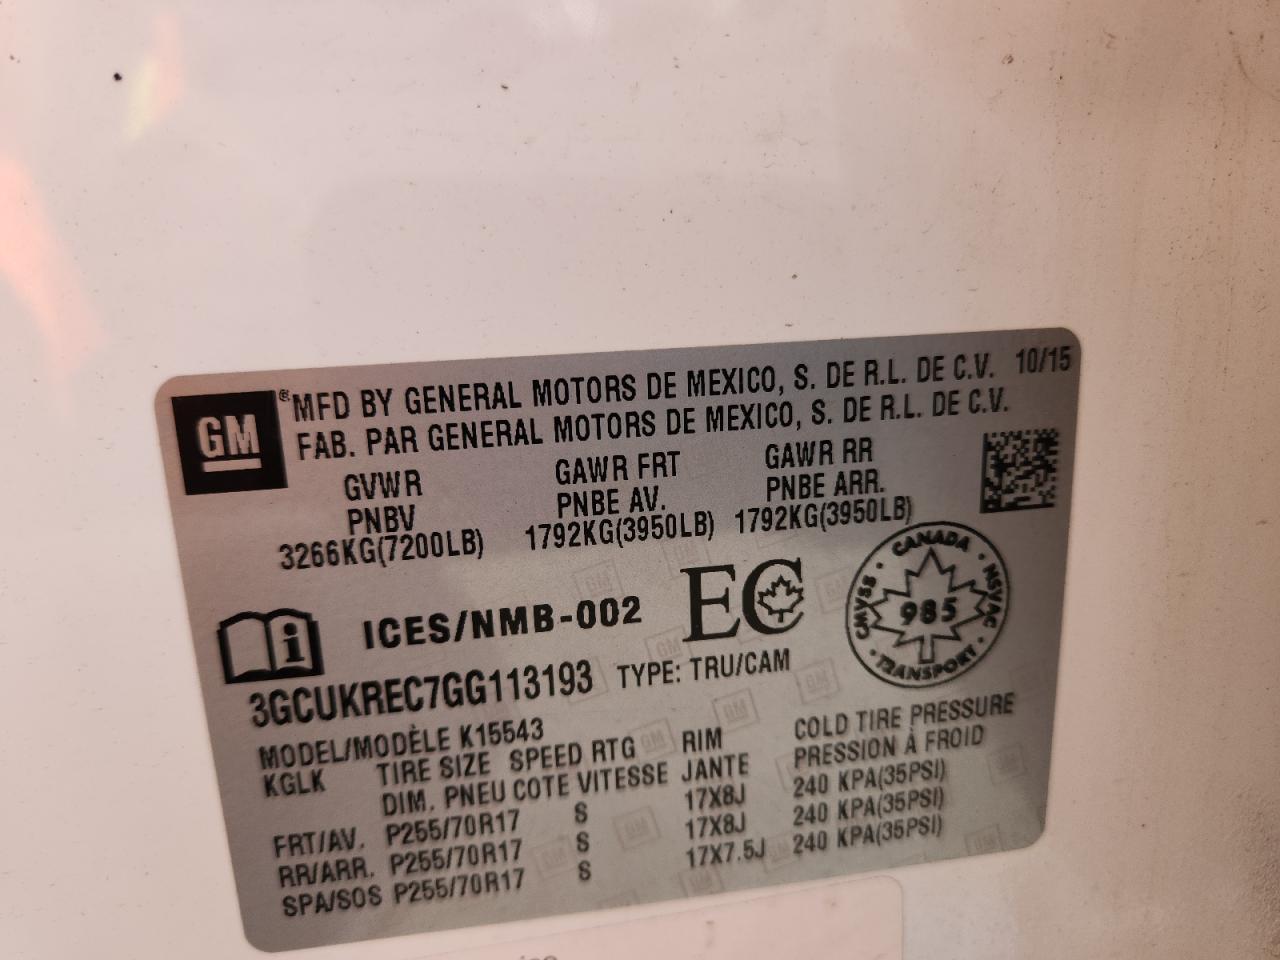 GM
® MFD BY GENERAL MOTORS DE MEXICO, S. DE R.L. DE C.V. 10/15
FAB. PAR GENERAL MOTORS DE MEXICO, S. DE R.L. DE C.V.
GVWR GAWR FRT GAWR RR
PNBV PNBE AV. PNBE ARR.
3266KG(7200LB) 1792KG(3950LB) 1792KG(3950LB)
i ICES/NMB-002 EC
CANADA · MSVAC · TRANSPORT · CMVSS ·
985
3GCUKREC7GG113193 TYPE: TRU/CAM
MODEL/MODÈLE K15543
KGLK TIRE SIZE SPEED RTG RIM COLD TIRE PRESSURE
DIM. PNEU COTE VITESSE JANTE PRESSION À FROID
FRT/AV. P255/70R17 S 17X8J 240 KPA(35PSI)
RR/ARR. P255/70R17 S 17X8J 240 KPA(35PSI)
SPA/SOS P255/70R17 S 17X7.5J 240 KPA(35PSI)